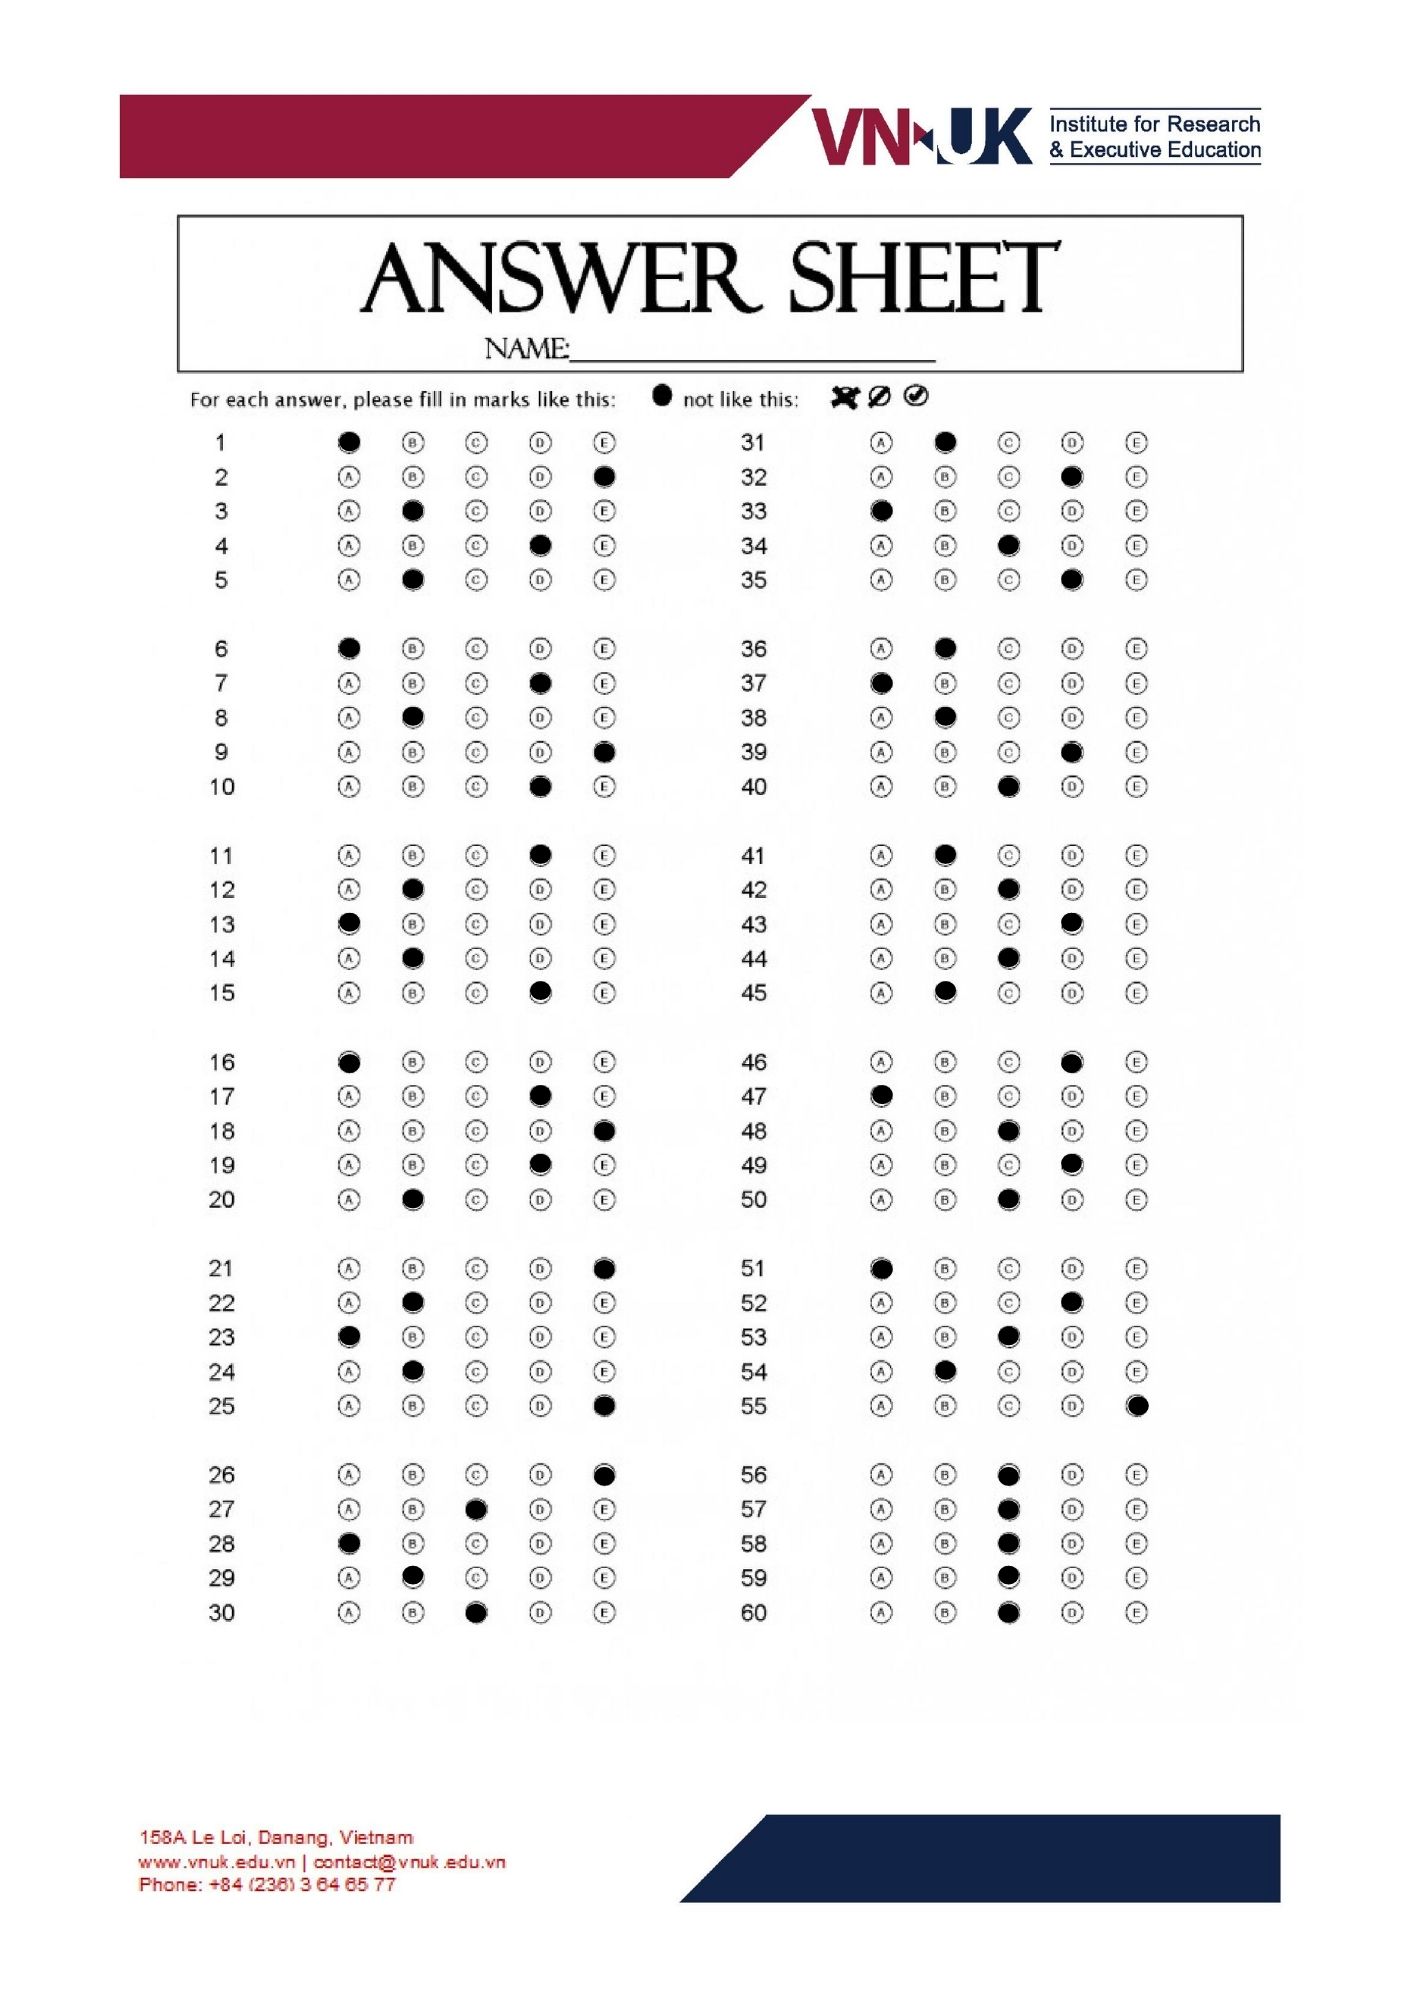 VN UK Institute for Research
& Executive Education
ANSWER SHEET
NAME:
For each answer, please fill in marks like this: not like this:
1 B C D E 31 A C D E
2 A B C D 32 A B C E
3 A C D E 33 B C D E
4 A B C E 34 A B D E
5 A C D E 35 A B C E
6 B C D E 36 A C D E
7 A B C E 37 B C D E
8 A C D E 38 A C D E
9 A B C D 39 A B C E
10 A B C E 40 A B D E
11 A B C E 41 A C D E
12 A C D E 42 A B D E
13 B C D E 43 A B C E
14 A C D E 44 A B D E
15 A B C E 45 A C D E
16 B C D E 46 A B C E
17 A B C E 47 B C D E
18 A B C D 48 A B D E
19 A B C E 49 A B C E
20 A C D E 50 A B D E
21 A B C D 51 B C D E
22 A C D E 52 A B C E
23 B C D E 53 A B D E
24 A C D E 54 A C D E
25 A B C D 55 A B C D
26 A B C D 56 A B D E
27 A B D E 57 A B D E
28 B C D E 58 A B D E
29 A C D E 59 A B D E
30 A B D E 60 A B D E
158A Le Loi, Danang, Vietnam
www.vnuk.edu.vn | contact@vnuk.edu.vn
Phone: +84 (236) 3 64 65 77